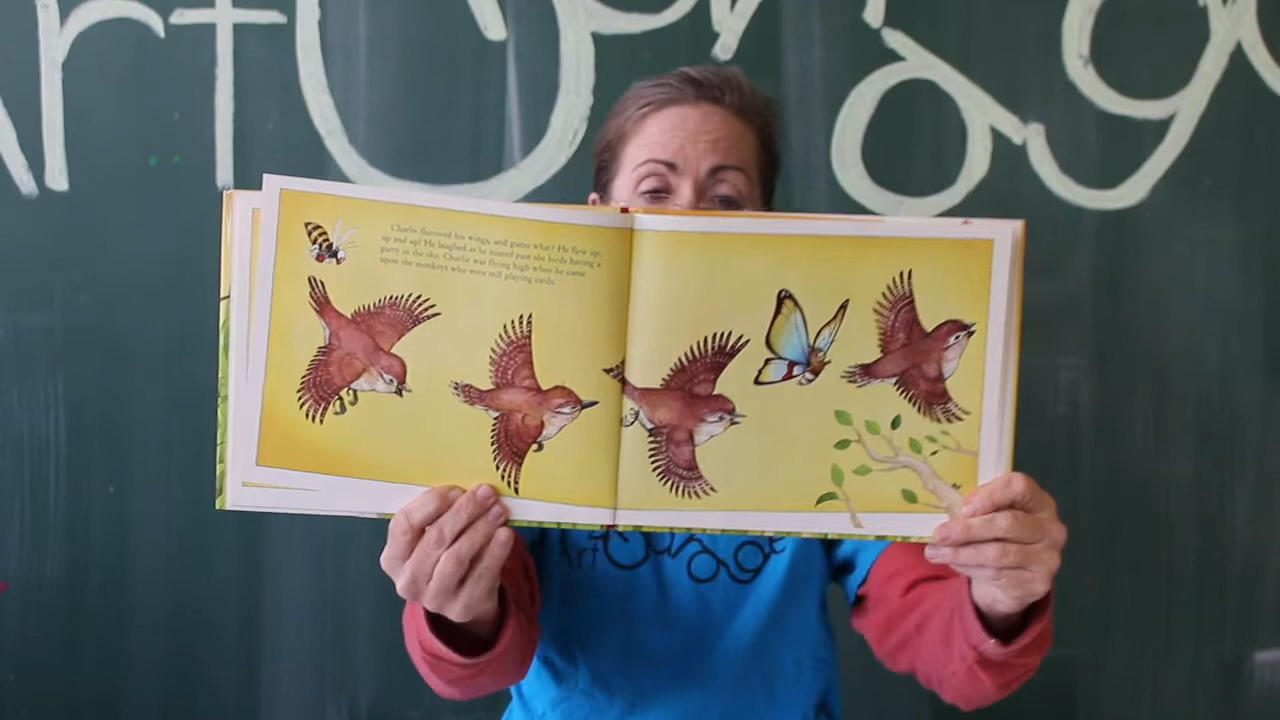 ArtOurage
Charlie fluttered his wings, and guess what? He flew up,
up and up! He laughed as he soared past the birds having a
party in the sky. Charlie was flying high when he came
upon the monkeys who were still playing cards.
ArtOurage